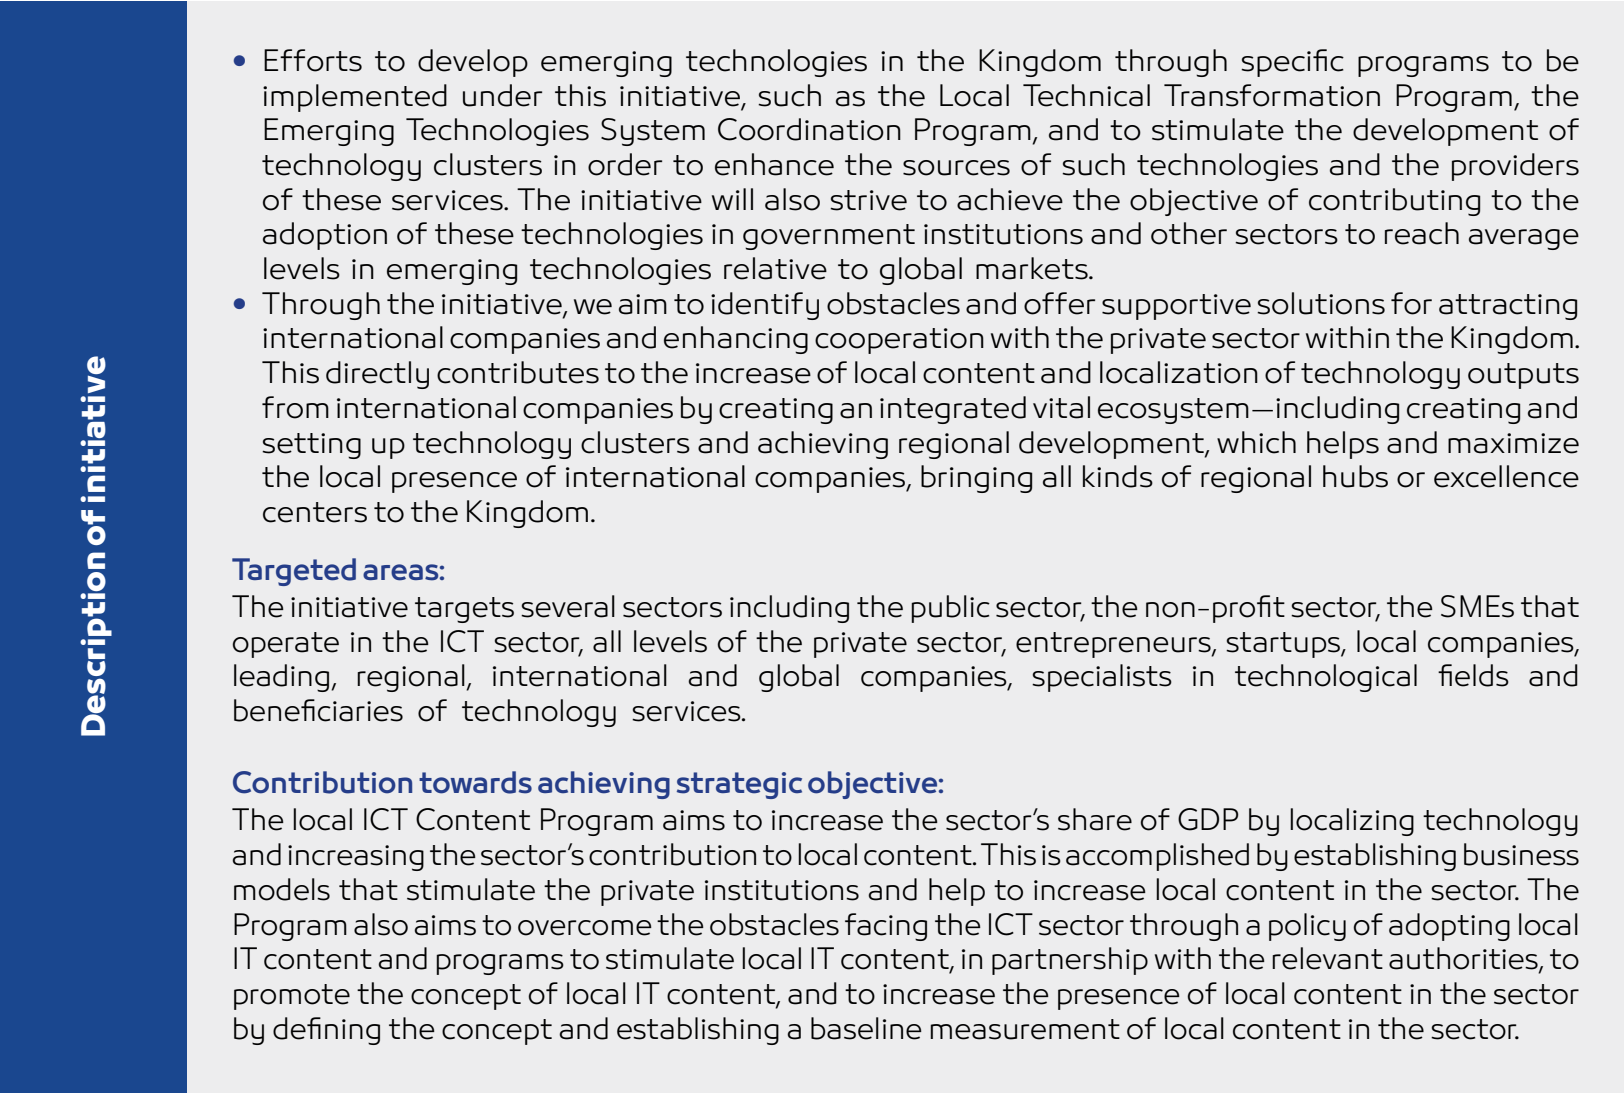 Description of initiative
• Efforts to develop emerging technologies in the Kingdom through specific programs to be
implemented under this initiative, such as the Local Technical Transformation Program, the
Emerging Technologies System Coordination Program, and to stimulate the development of
technology clusters in order to enhance the sources of such technologies and the providers
of these services. The initiative will also strive to achieve the objective of contributing to the
adoption of these technologies in government institutions and other sectors to reach average
levels in emerging technologies relative to global markets.
• Through the initiative, we aim to identify obstacles and offer supportive solutions for attracting
international companies and enhancing cooperation with the private sector within the Kingdom.
This directly contributes to the increase of local content and localization of technology outputs
from international companies by creating an integrated vital ecosystem—including creating and
setting up technology clusters and achieving regional development, which helps and maximize
the local presence of international companies, bringing all kinds of regional hubs or excellence
centers to the Kingdom.
Targeted areas:
The initiative targets several sectors including the public sector, the non-profit sector, the SMEs that
operate in the ICT sector, all levels of the private sector, entrepreneurs, startups, local companies,
leading, regional, international and global companies, specialists in technological fields and
beneficiaries of technology services.
Contribution towards achieving strategic objective:
The local ICT Content Program aims to increase the sector's share of GDP by localizing technology
and increasing the sector's contribution to local content. This is accomplished by establishing business
models that stimulate the private institutions and help to increase local content in the sector. The
Program also aims to overcome the obstacles facing the ICT sector through a policy of adopting local
IT content and programs to stimulate local IT content, in partnership with the relevant authorities, to
promote the concept of local IT content, and to increase the presence of local content in the sector
by defining the concept and establishing a baseline measurement of local content in the sector.